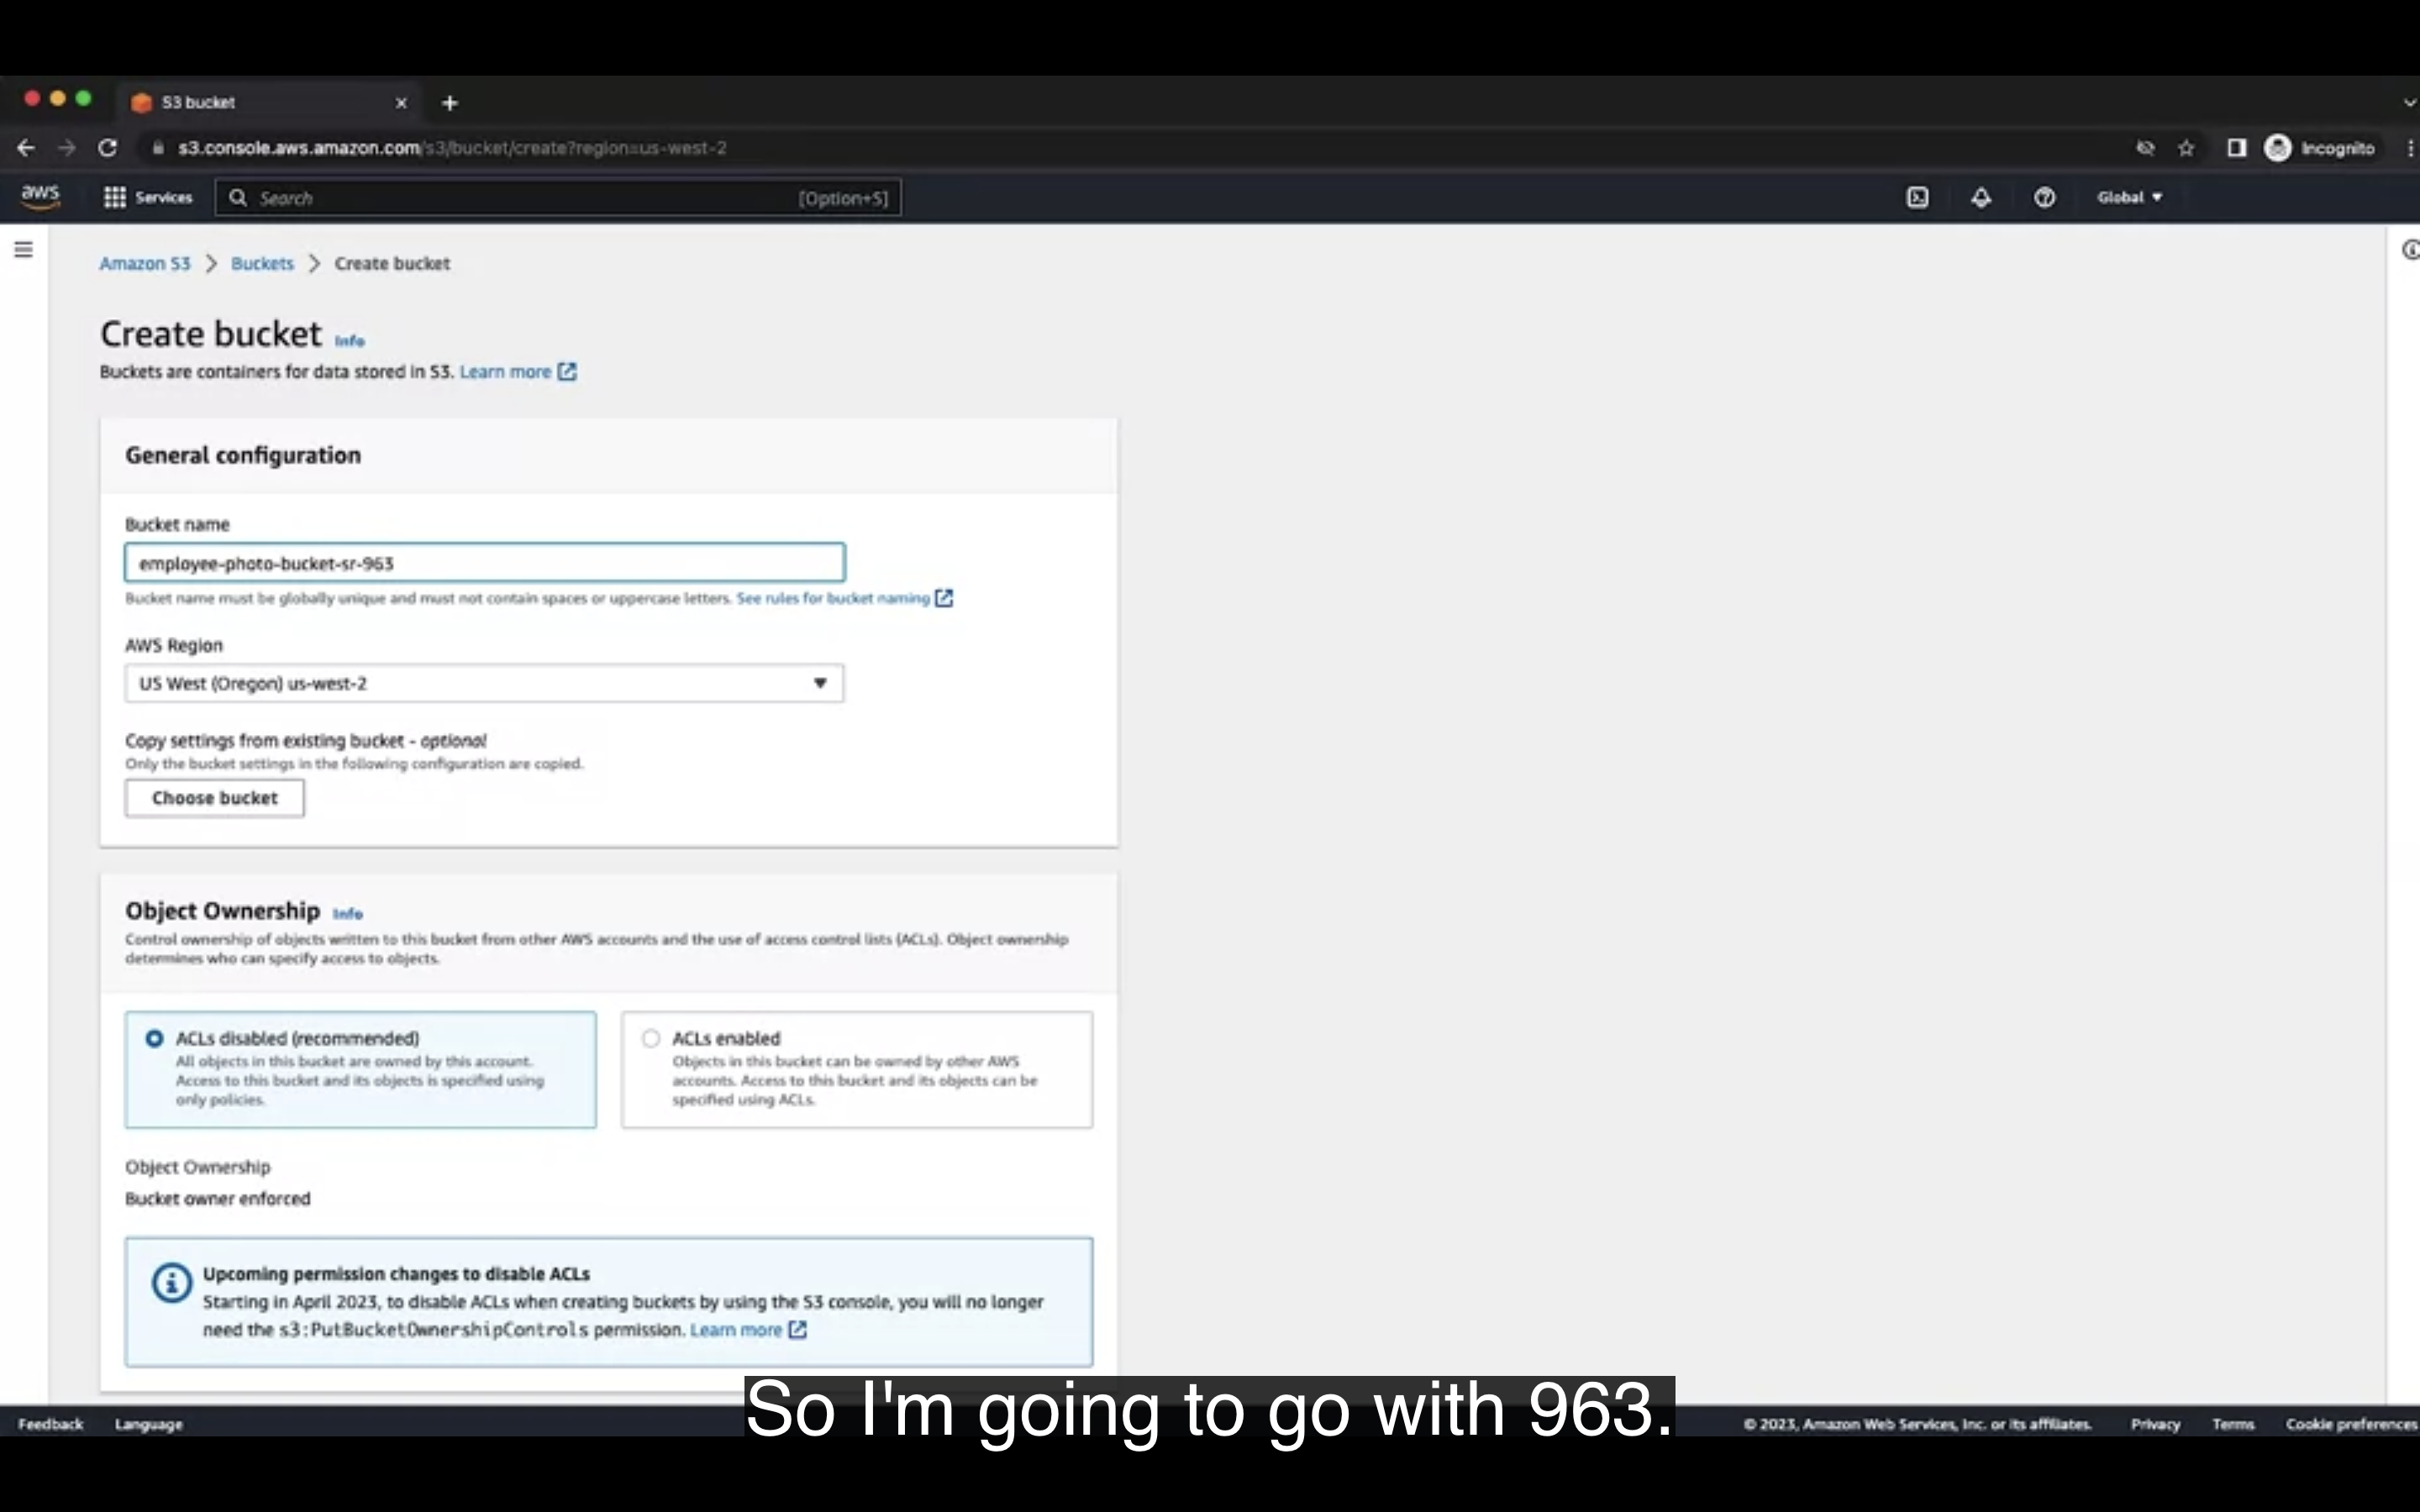 S3 bucket
s3.console.aws.amazon.com/s3/bucket/create?region=us-west-2
Incognito
aws
Services
Search
[Option+S]
Global
Amazon S3 > Buckets > Create bucket
Create bucket Info
Buckets are containers for data stored in S3. Learn more
General configuration
Bucket name
employee-photo-bucket-sr-963
Bucket name must be globally unique and must not contain spaces or uppercase letters. See rules for bucket naming
AWS Region
US West (Oregon) us-west-2
Copy settings from existing bucket - optional
Only the bucket settings in the following configuration are copied.
Choose bucket
Object Ownership Info
Control ownership of objects written to this bucket from other AWS accounts and the use of access control lists (ACLs). Object ownership
determines who can specify access to objects.
ACLs disabled (recommended)
All objects in this bucket are owned by this account.
Access to this bucket and its objects is specified using
only policies.
ACLs enabled
Objects in this bucket can be owned by other AWS
accounts. Access to this bucket and its objects can be
specified using ACLs.
Object Ownership
Bucket owner enforced
Upcoming permission changes to disable ACLs
Starting in April 2023, to disable ACLs when creating buckets by using the S3 console, you will no longer
need the s3:PutBucketOwnershipControls permission. Learn more
So I'm going to go with 963.
Feedback
Language
© 2023, Amazon Web Services, Inc. or its affiliates.
Privacy
Terms
Cookie preferences